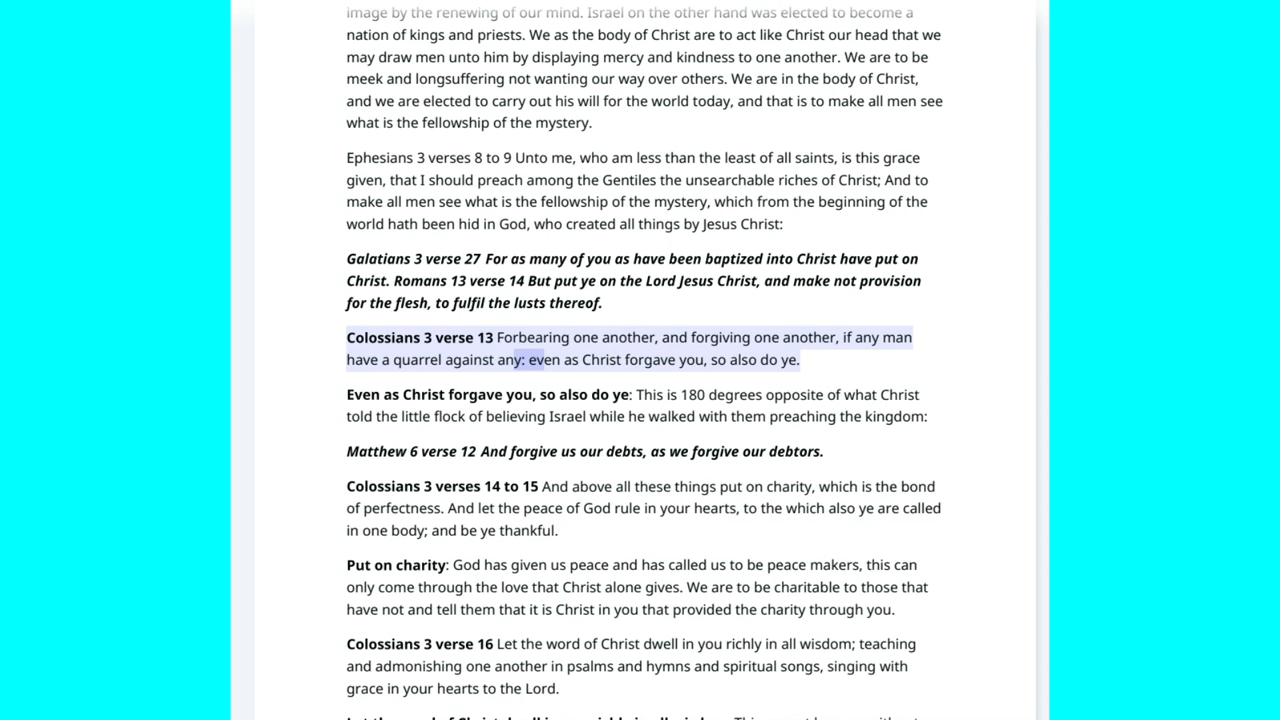 image by the renewing of our mind. Israel on the other hand was elected to become a
nation of kings and priests. We as the body of Christ are to act like Christ our head that we
may draw men unto him by displaying mercy and kindness to one another. We are to be
meek and longsuffering not wanting our way over others. We are in the body of Christ,
and we are elected to carry out his will for the world today, and that is to make all men see
what is the fellowship of the mystery.
Ephesians 3 verses 8 to 9 Unto me, who am less than the least of all saints, is this grace
given, that I should preach among the Gentiles the unsearchable riches of Christ; And to
make all men see what is the fellowship of the mystery, which from the beginning of the
world hath been hid in God, who created all things by Jesus Christ:
Galatians 3 verse 27 For as many of you as have been baptized into Christ have put on
Christ. Romans 13 verse 14 But put ye on the Lord Jesus Christ, and make not provision
for the flesh, to fulfil the lusts thereof.
Colossians 3 verse 13 Forbearing one another, and forgiving one another, if any man
have a quarrel against any: even as Christ forgave you, so also do ye.
Even as Christ forgave you, so also do ye: This is 180 degrees opposite of what Christ
told the little flock of believing Israel while he walked with them preaching the kingdom:
Matthew 6 verse 12 And forgive us our debts, as we forgive our debtors.
Colossians 3 verses 14 to 15 And above all these things put on charity, which is the bond
of perfectness. And let the peace of God rule in your hearts, to the which also ye are called
in one body; and be ye thankful.
Put on charity: God has given us peace and has called us to be peace makers, this can
only come through the love that Christ alone gives. We are to be charitable to those that
have not and tell them that it is Christ in you that provided the charity through you.
Colossians 3 verse 16 Let the word of Christ dwell in you richly in all wisdom; teaching
and admonishing one another in psalms and hymns and spiritual songs, singing with
grace in your hearts to the Lord.